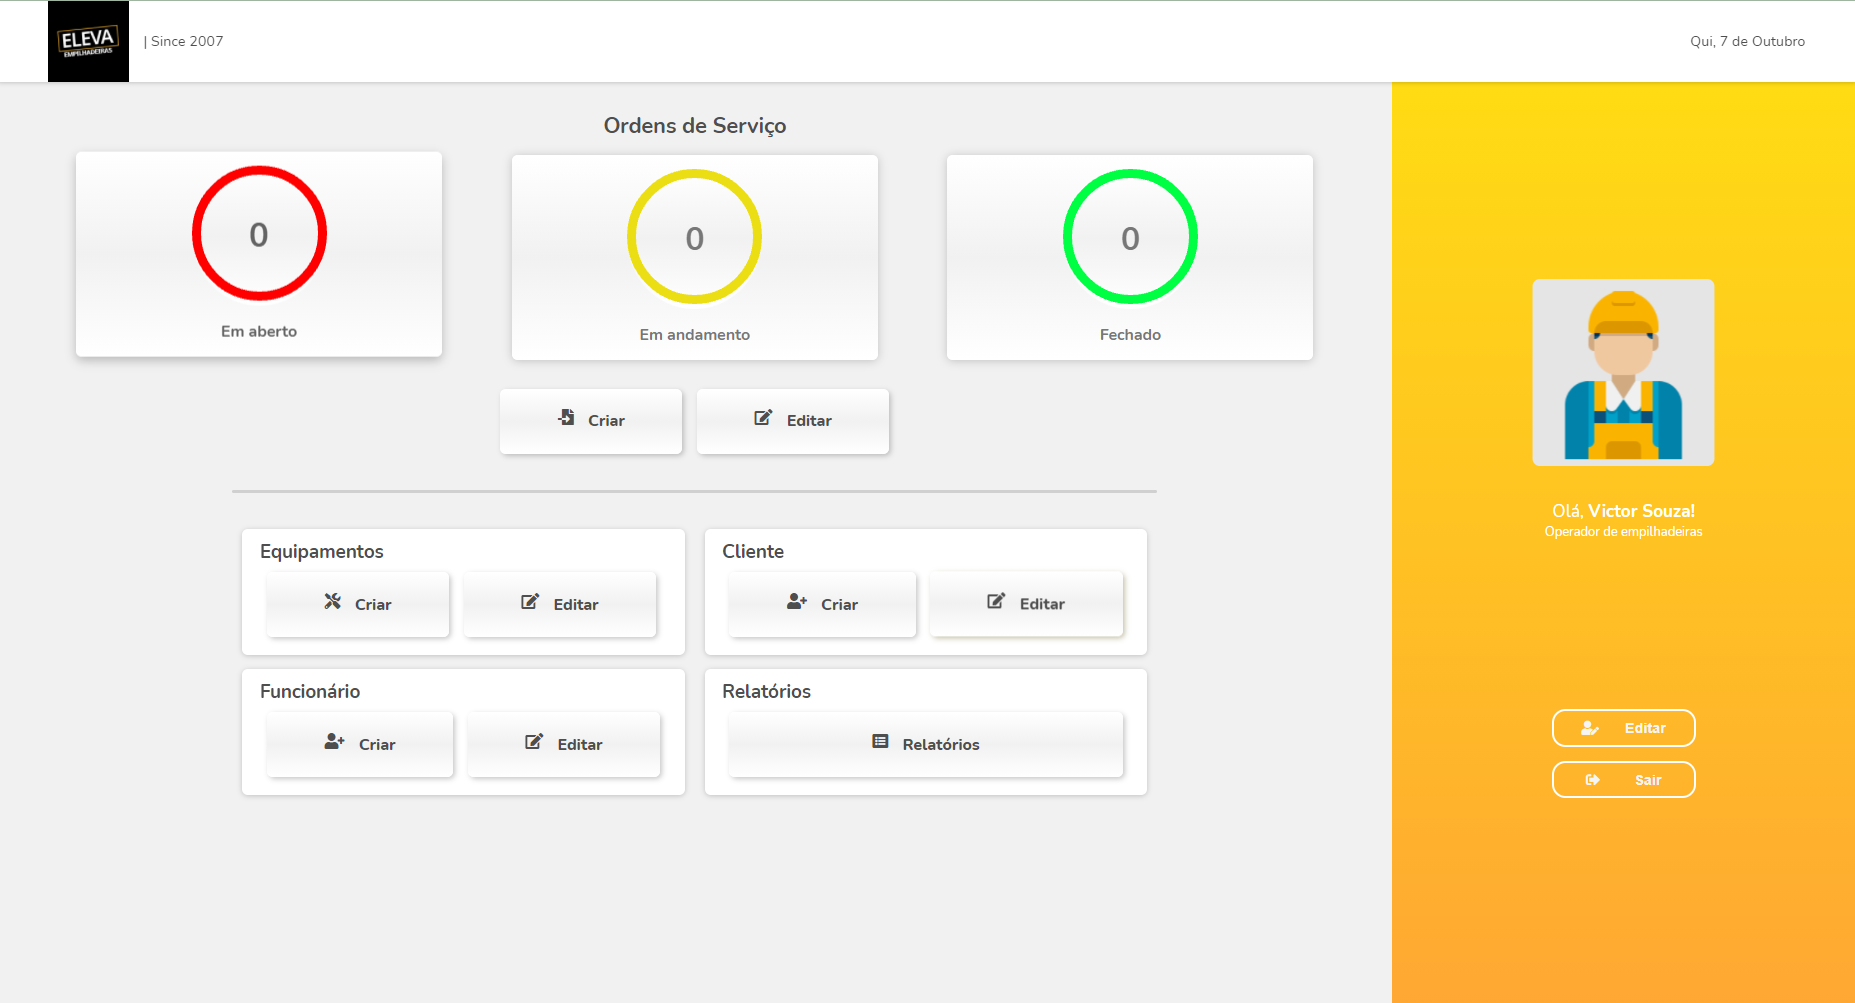 ELEVA
EMPILHADEIRAS
| Since 2007
Qui, 7 de Outubro
Ordens de Serviço
0
Em aberto
0
Em andamento
0
Fechado
Criar
Editar
Equipamentos
Criar
Editar
Cliente
Criar
Editar
Funcionário
Criar
Editar
Relatórios
Relatórios
Olá, Victor Souza!
Operador de empilhadeiras
Editar
Sair